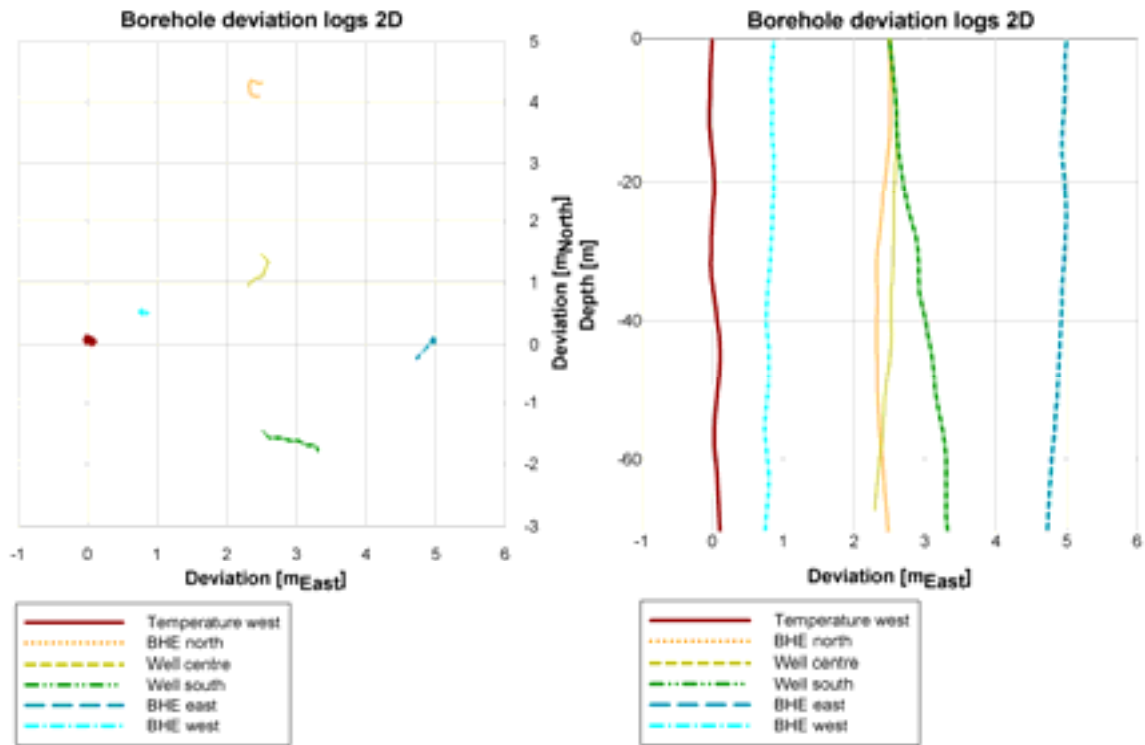 Borehole deviation logs 2D
5
4
3
2
1
0
-1
-2
-3
Deviation [mNorth]
-1 0 1 2 3 4 5 6
Deviation [mEast]
Temperature west
BHE north
Well centre
Well south
BHE east
BHE west
Borehole deviation logs 2D
0
-20
-40
-60
Depth [m]
-1 0 1 2 3 4 5 6
Deviation [mEast]
Temperature west
BHE north
Well centre
Well south
BHE east
BHE west